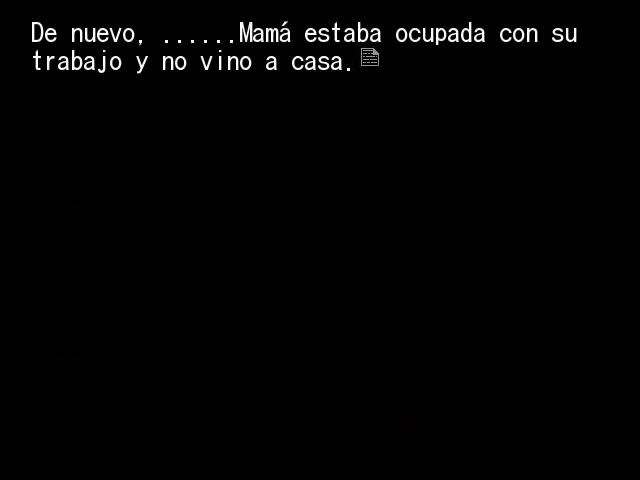 De nuevo, ......Mamá estaba ocupada con su
trabajo y no vino a casa.